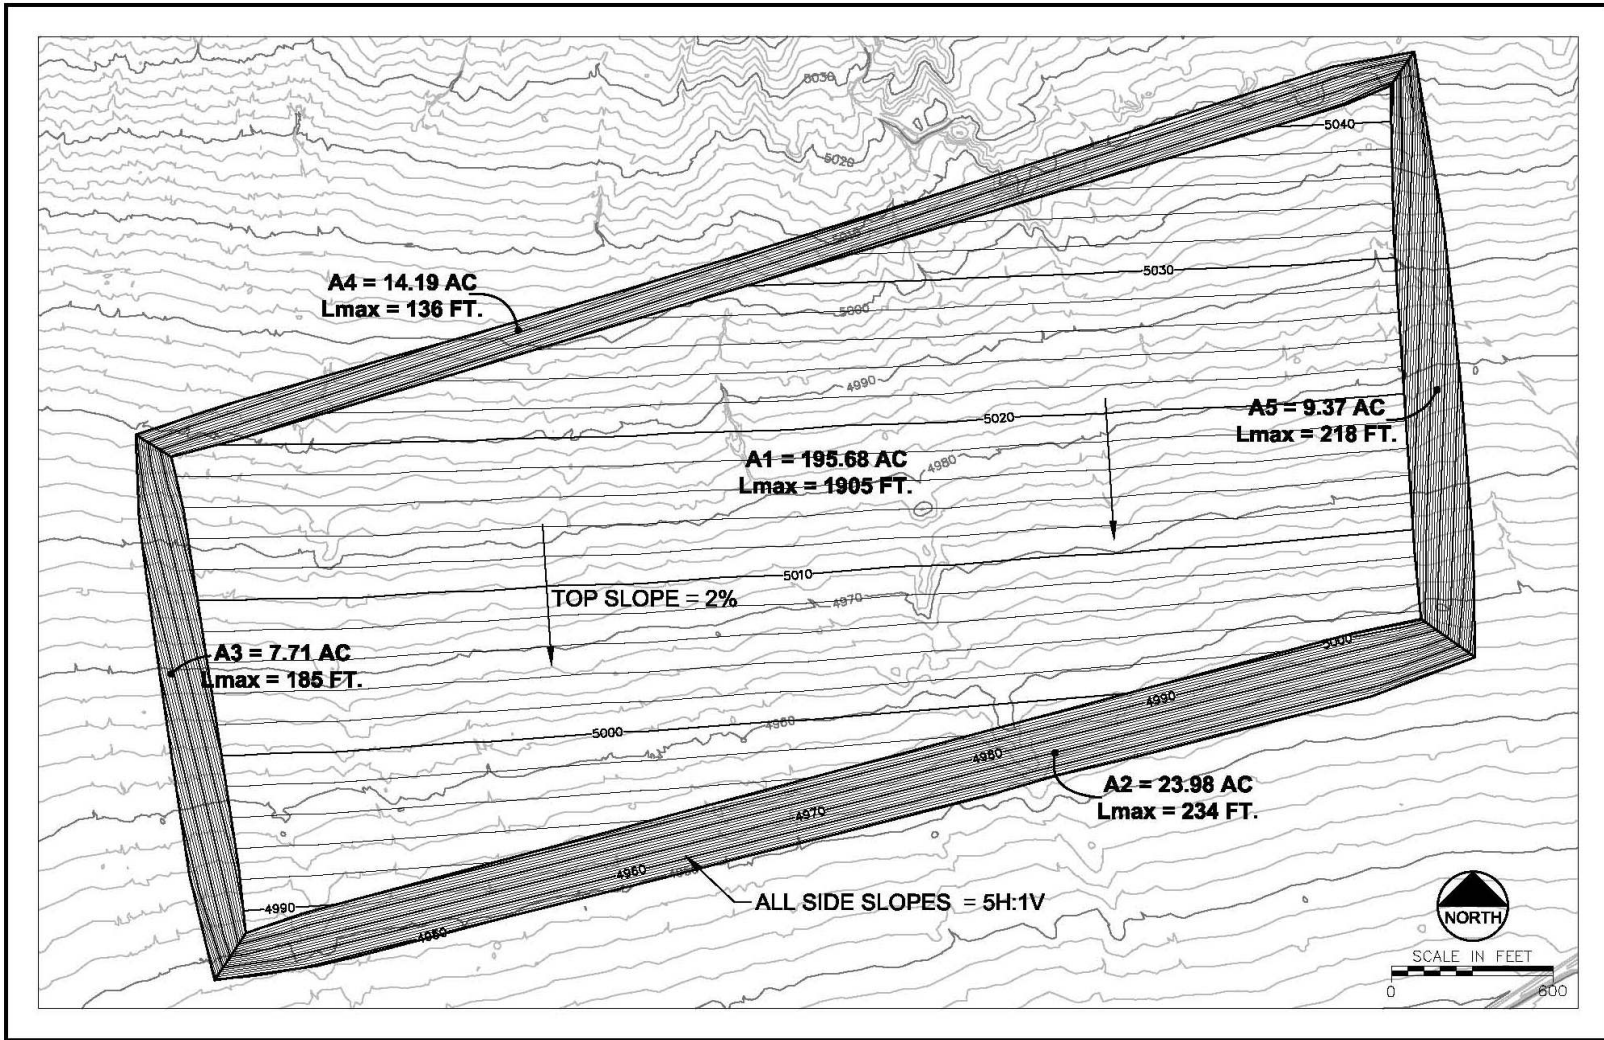 5030
5040
5020
5010
A4 = 14.19 AC
Lmax = 136 FT.
5030
5000
4990
A5 = 9.37 AC
Lmax = 218 FT.
5020
A1 = 195.68 AC
Lmax = 1905 FT.
4980
5010
TOP SLOPE = 2%
4970
5000
A3 = 7.71 AC
Lmax = 185 FT.
4990
4960
5000
4980
A2 = 23.98 AC
Lmax = 234 FT.
4970
4960
ALL SIDE SLOPES = 5H:1V
4990
4950
NORTH
SCALE IN FEET
0 600